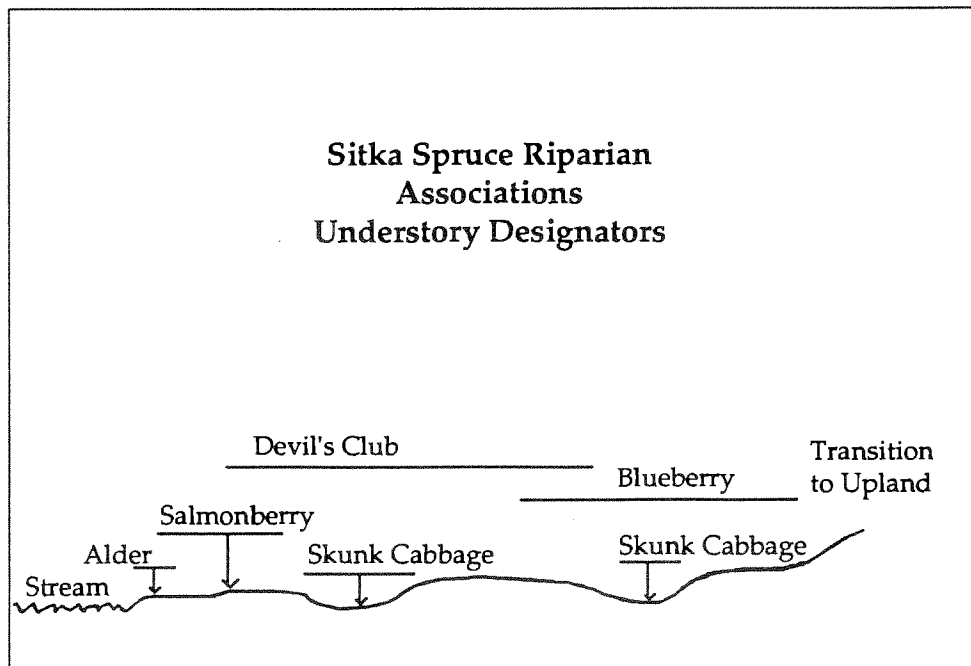 Sitka Spruce Riparian
Associations
Understory Designators
Devil's Club
Transition
to Upland
Blueberry
Salmonberry
Alder
Skunk Cabbage
Skunk Cabbage
Stream